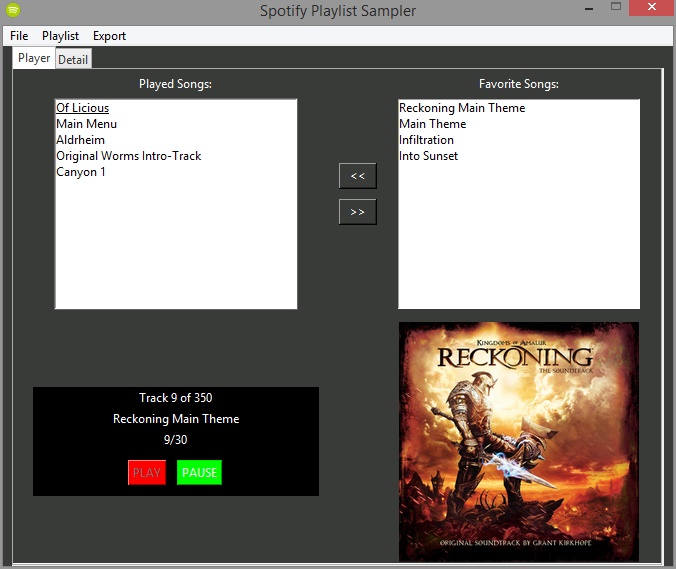 Spotify Playlist Sampler
File Playlist Export
Player Detail
Played Songs:
Of Licious
Main Menu
Aldrheim
Original Worms Intro-Track
Canyon 1
<<
>>
Favorite Songs:
Reckoning Main Theme
Main Theme
Infiltration
Into Sunset
Track 9 of 350
Reckoning Main Theme
9/30
PLAY PAUSE
KINGDOMS OF AMALUR
RECKONING
THE SOUNDTRACK
ORIGINAL SOUNDTRACK BY GRANT KIRKHOPE